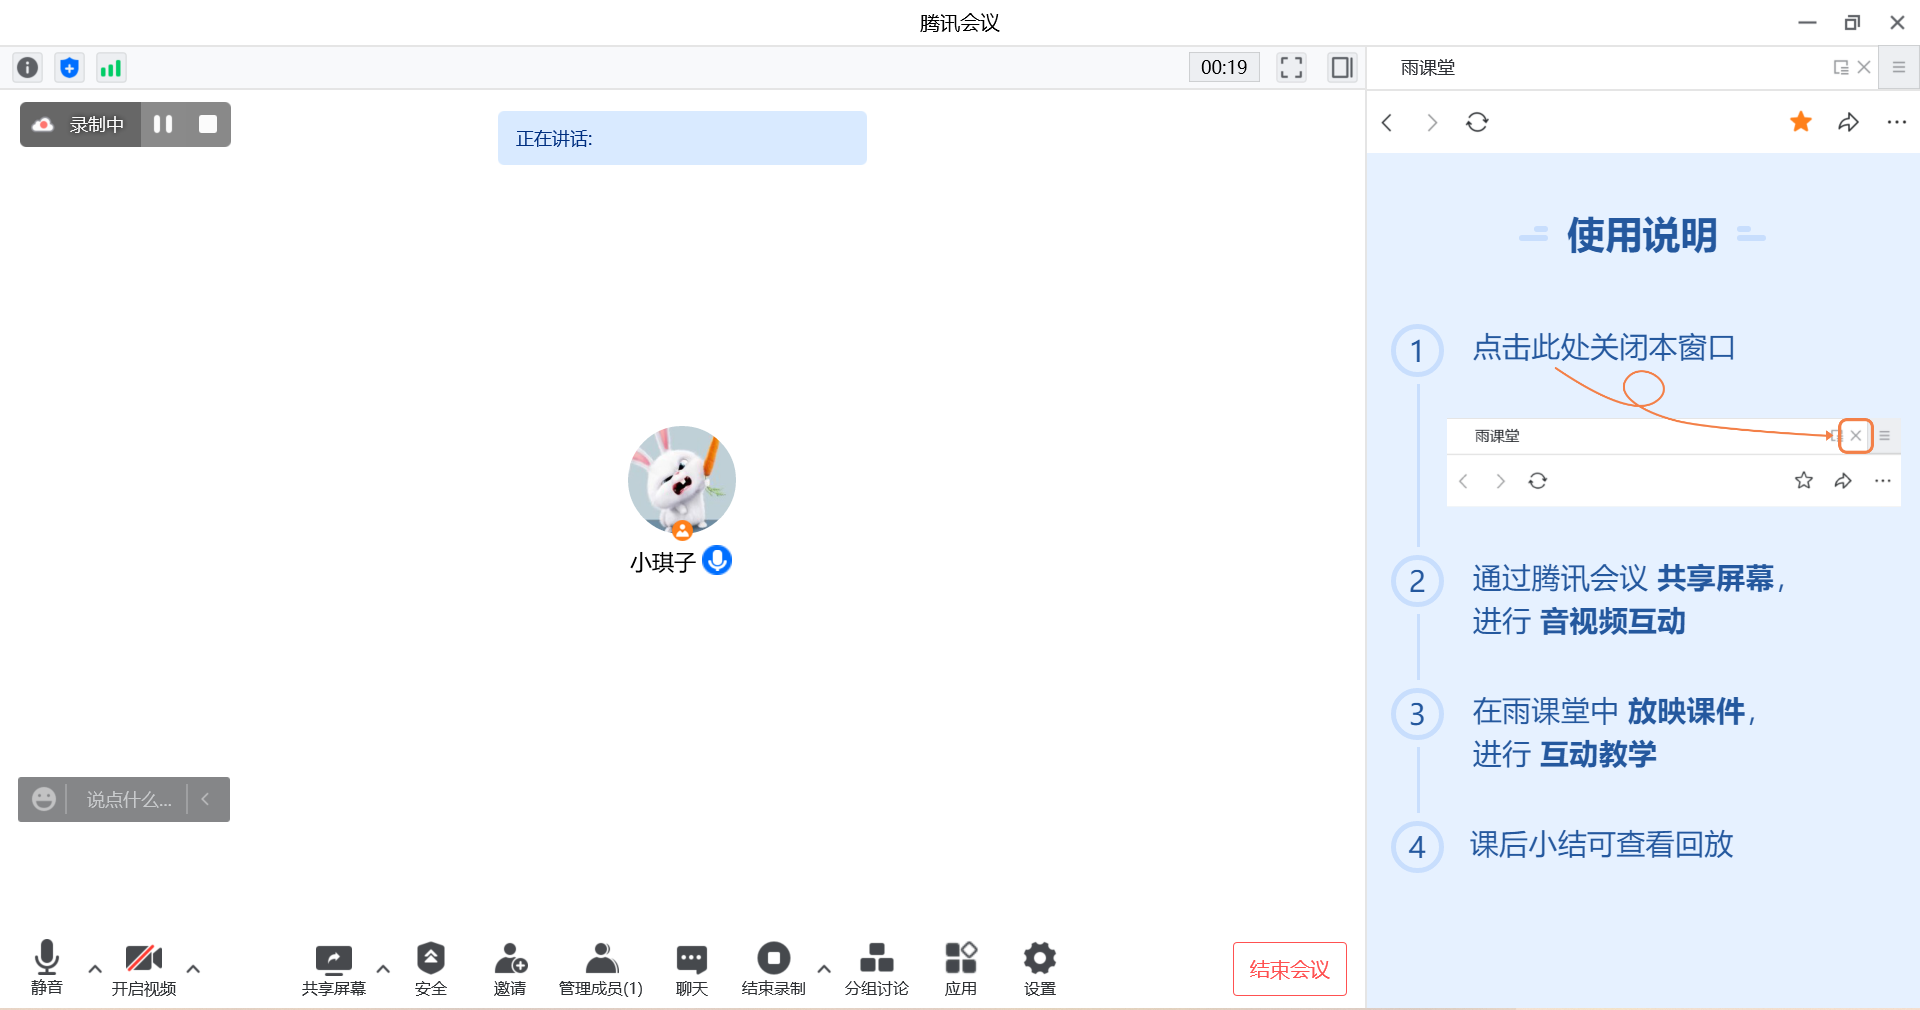 腾讯会议
00:19
雨课堂
录制中
正在讲话:
使用说明
1 点击此处关闭本窗口
雨课堂
小琪子
2 通过腾讯会议 共享屏幕,
进行 音视频互动
3 在雨课堂中 放映课件,
进行 互动教学
说点什么...
4 课后小结可查看回放
静音
开启视频
共享屏幕
安全
邀请
管理成员(1)
聊天
结束录制
分组讨论
应用
设置
结束会议